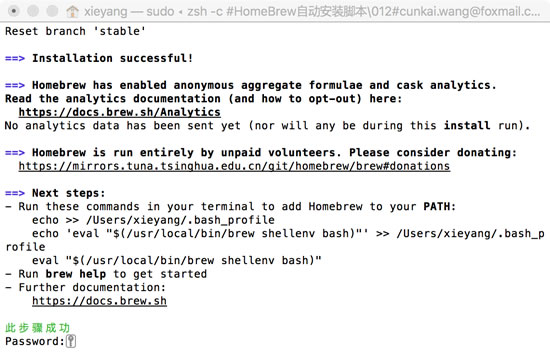 xieyang — sudo • zsh -c #HomeBrew自动安装脚本\012#cunkai.wang@foxmail.c...
Reset branch 'stable'
==> Installation successful!
==> Homebrew has enabled anonymous aggregate formulae and cask analytics.
Read the analytics documentation (and how to opt-out) here:
https://docs.brew.sh/Analytics
No analytics data has been sent yet (nor will any be during this install run).
==> Homebrew is run entirely by unpaid volunteers. Please consider donating:
https://mirrors.tuna.tsinghua.edu.cn/git/homebrew/brew#donations
==> Next steps:
- Run these commands in your terminal to add Homebrew to your PATH:
echo >> /Users/xieyang/.bash_profile
echo 'eval "$(/usr/local/bin/brew shellenv bash)"' >> /Users/xieyang/.bash_p
rofile
eval "$(/usr/local/bin/brew shellenv bash)"
- Run brew help to get started
- Further documentation:
https://docs.brew.sh
此步骤成功
Password: